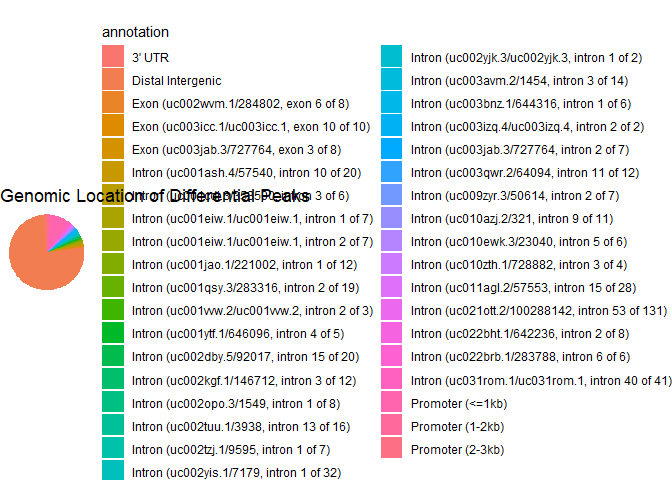 annotation
3' UTR
Distal Intergenic
Exon (uc002wvm.1/284802, exon 6 of 8)
Exon (uc003icc.1/uc003icc.1, exon 10 of 10)
Exon (uc003jab.3/727764, exon 3 of 8)
Intron (uc001ash.4/57540, intron 10 of 20)
Genomic Location of Differential Peaks
intron 3 of 6)
Intron (uc001eiw.1/uc001eiw.1, intron 1 of 7)
Intron (uc001eiw.1/uc001eiw.1, intron 2 of 7)
Intron (uc001jao.1/221002, intron 1 of 12)
Intron (uc001qsy.3/283316, intron 2 of 19)
Intron (uc001vvw.2/uc001vvw.2, intron 2 of 3)
Intron (uc001ytf.1/646096, intron 4 of 5)
Intron (uc002dby.5/92017, intron 15 of 20)
Intron (uc002kgf.1/146712, intron 3 of 12)
Intron (uc002opo.3/1549, intron 1 of 8)
Intron (uc002tuu.1/3938, intron 13 of 16)
Intron (uc002tzj.1/9595, intron 1 of 7)
Intron (uc002yis.1/7179, intron 1 of 32)
Intron (uc002yjk.3/uc002yjk.3, intron 1 of 2)
Intron (uc003avm.2/1454, intron 3 of 14)
Intron (uc003bnz.1/644316, intron 1 of 6)
Intron (uc003izq.4/uc003izq.4, intron 2 of 2)
Intron (uc003jab.3/727764, intron 2 of 7)
Intron (uc003qwr.2/64094, intron 11 of 12)
Intron (uc009zyr.3/50614, intron 2 of 7)
Intron (uc010azj.2/321, intron 9 of 11)
Intron (uc010ewk.3/23040, intron 5 of 6)
Intron (uc010zth.1/728882, intron 3 of 4)
Intron (uc011agl.2/57553, intron 15 of 28)
Intron (uc021ott.2/100288142, intron 53 of 131)
Intron (uc022bht.1/642236, intron 2 of 8)
Intron (uc022brb.1/283788, intron 6 of 6)
Intron (uc031rom.1/uc031rom.1, intron 40 of 41)
Promoter (<=1kb)
Promoter (1-2kb)
Promoter (2-3kb)